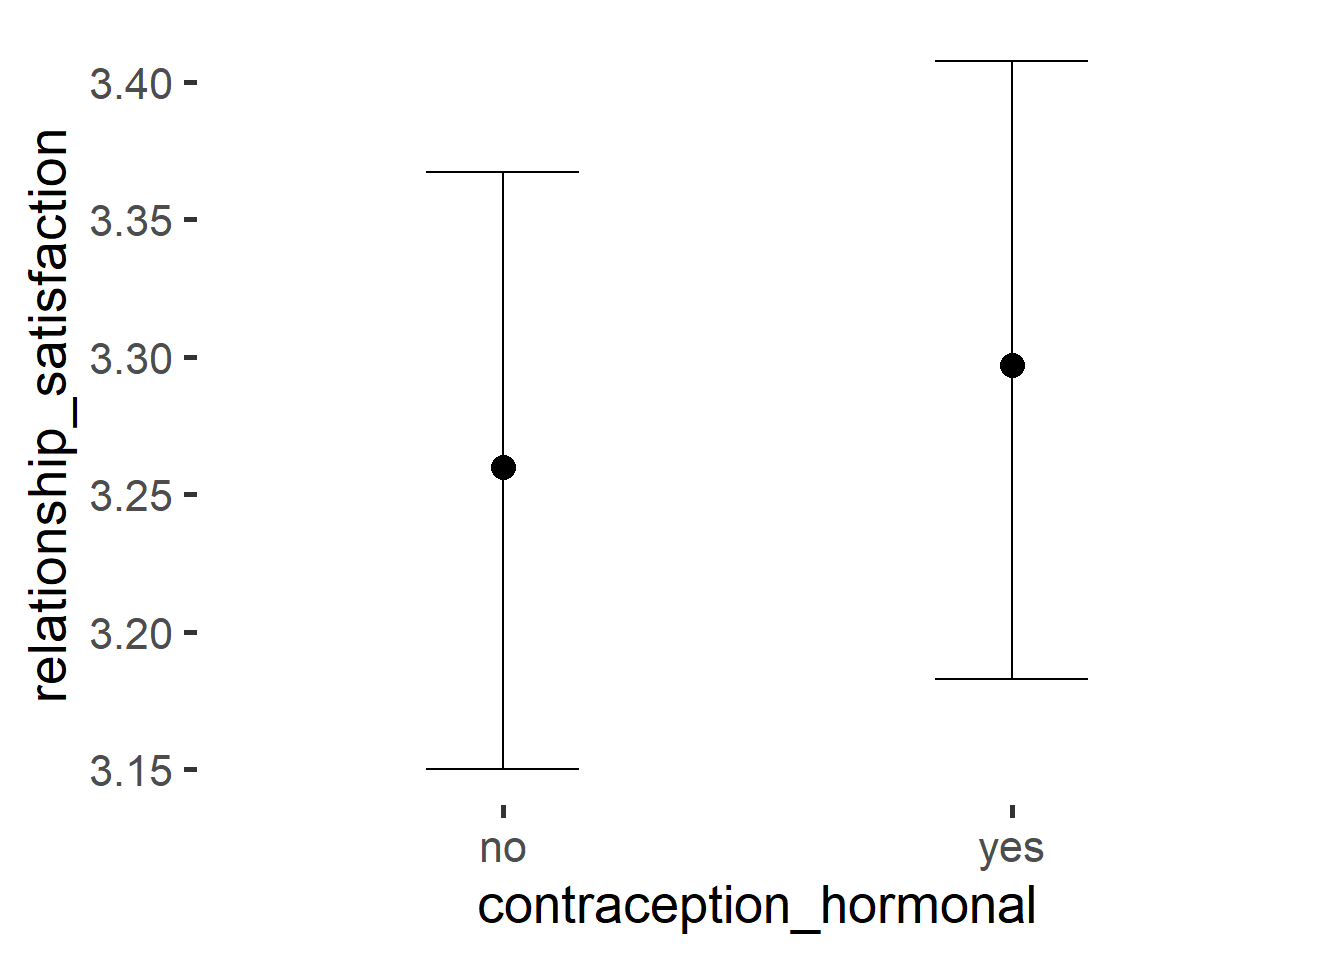 relationship_satisfaction
3.40
3.35
3.30
3.25
3.20
3.15
no yes
contraception_hormonal